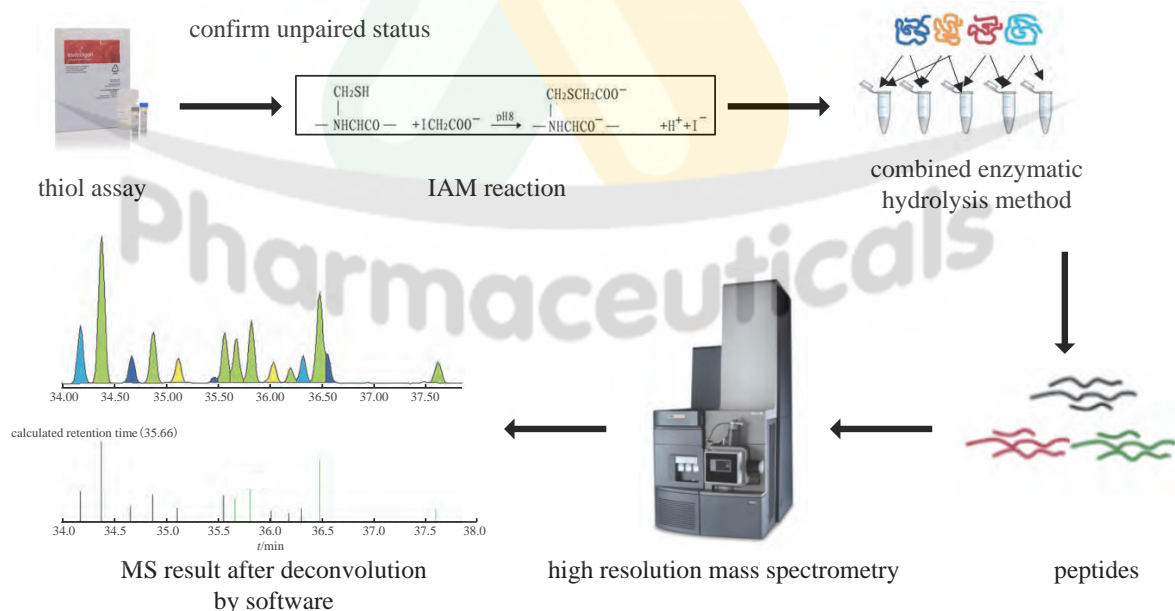 confirm unpaired status
CH₂SH
CH₂SCH₂COO⁻
— NHCHCO — +ICH₂COO⁻ pH8 — NHCHCO⁻ — +H⁺+I⁻
thiol assay
IAM reaction
combined enzymatic
hydrolysis method
Pharmaceuticals
34.00 34.50 35.00 35.50 36.00 36.50 37.00 37.50
calculated retention time (35.66)
34.0 34.50 35.0 35.5 36.0 36.5 37.0 37.5 38.0
t/min
MS result after deconvolution
by software
high resolution mass spectrometry
peptides